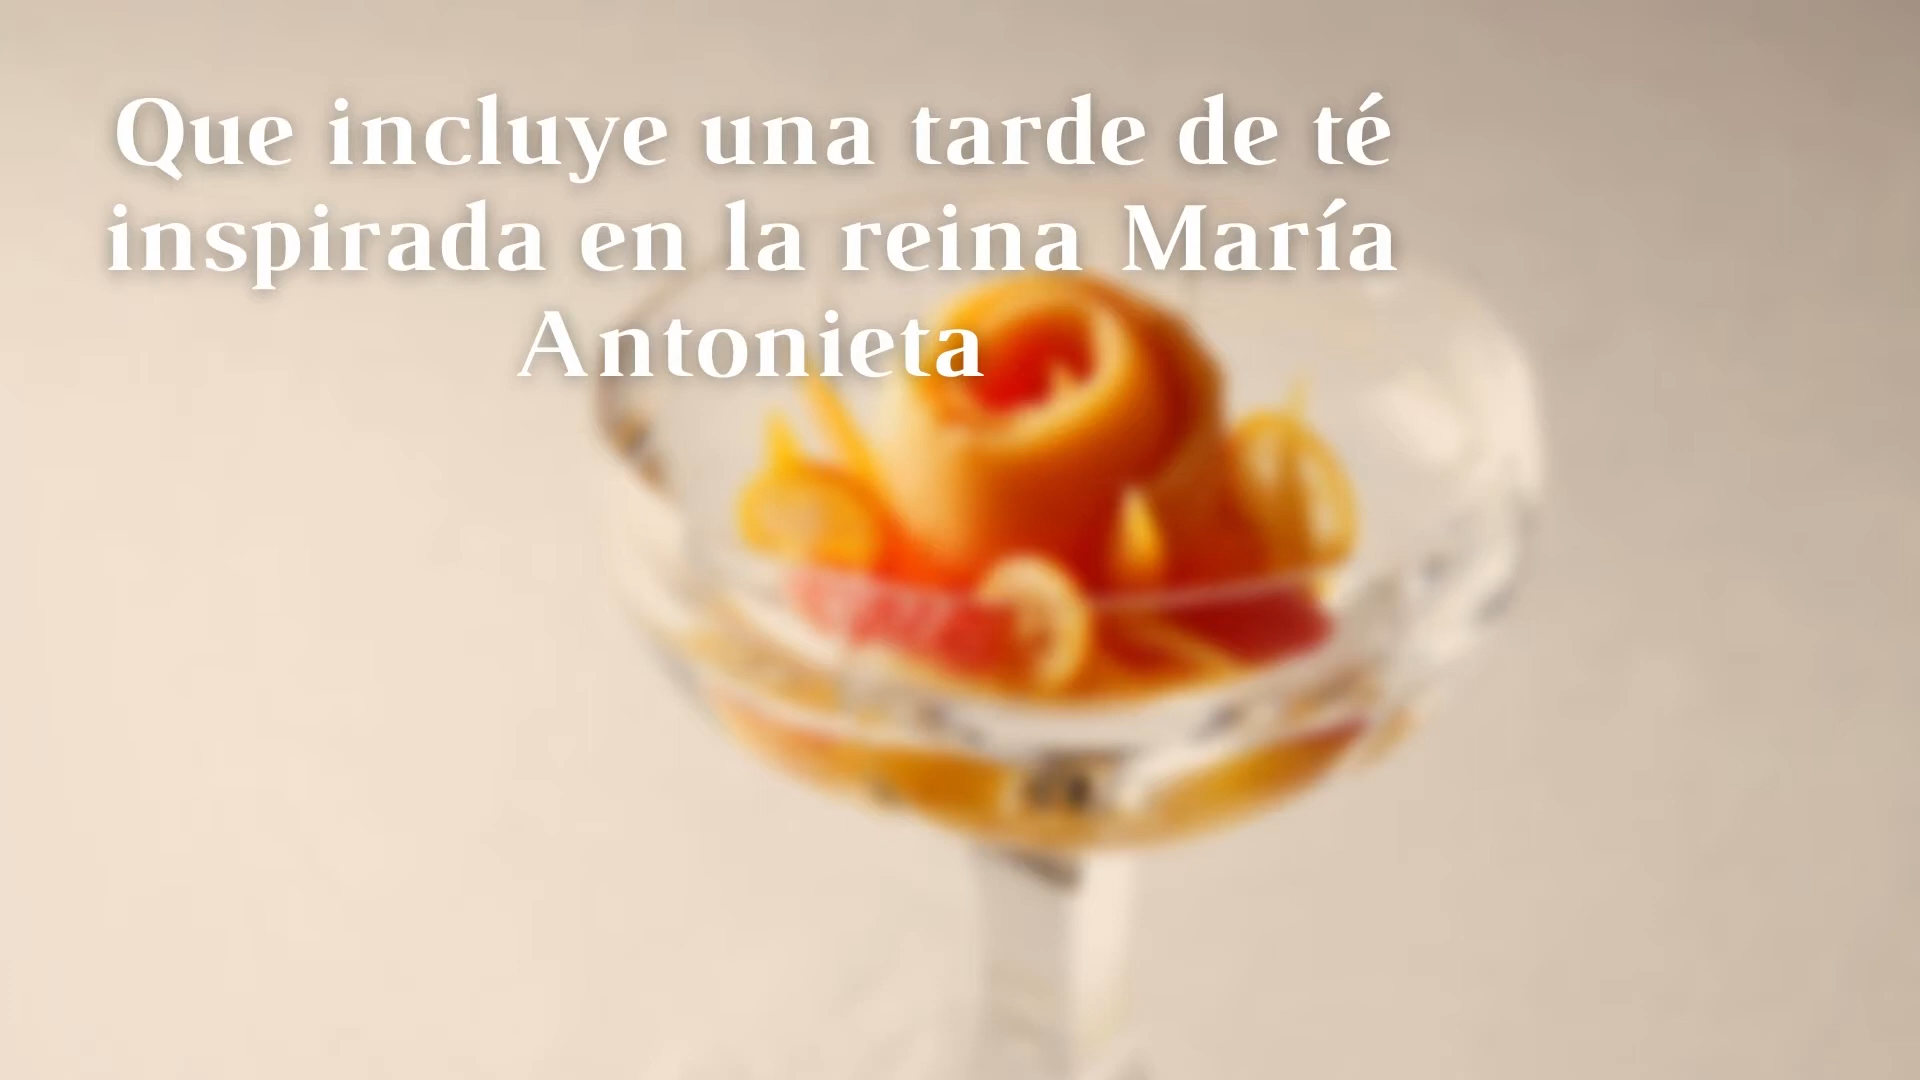 Que incluye una tarde de té
inspirada en la reina María
Antonieta